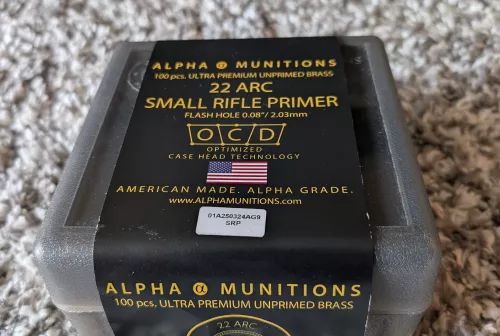 ALPHA α MUNITIONS
100 pcs. ULTRA PREMIUM UNPRIMED BRASS
22 ARC
SMALL RIFLE PRIMER
FLASH HOLE 0.08"/ 2.03mm
OCD
OPTIMIZED
CASE HEAD TECHNOLOGY
AMERICAN MADE. ALPHA GRADE.
www.ALPHAMUNITIONS.com
01A250324AG9
SRP
ALPHA α MUNITIONS
100 pcs. ULTRA PREMIUM UNPRIMED BRASS
22 ARC